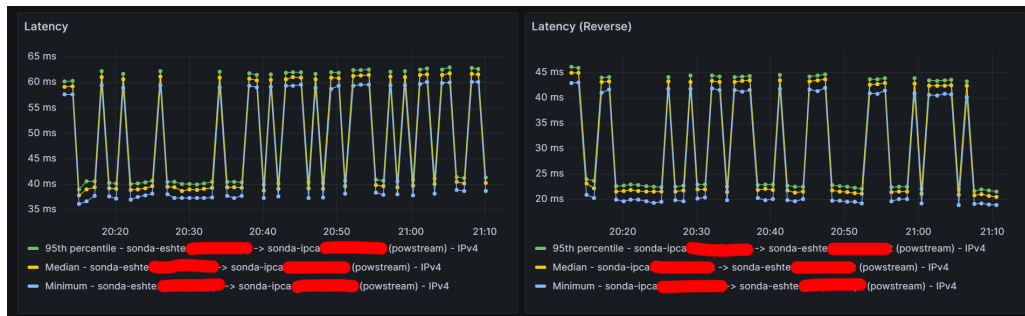 Latency
65 ms
60 ms
55 ms
50 ms
45 ms
40 ms
35 ms
20:20 20:30 20:40 20:50 21:00 21:10
95th percentile - sonda-eshte -> sonda-ipca (powstream) - IPv4
Median - sonda-eshte -> sonda-ipca (powstream) - IPv4
Minimum - sonda-eshte -> sonda-ipca (powstream) - IPv4
Latency (Reverse)
45 ms
40 ms
35 ms
30 ms
25 ms
20 ms
20:20 20:30 20:40 20:50 21:00 21:10
95th percentile - sonda-ipca -> sonda-eshte (powstream) - IPv4
Median - sonda-ipca -> sonda-eshte (powstream) - IPv4
Minimum - sonda-ipca -> sonda-eshte (powstream) - IPv4